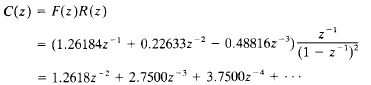 C(z) = F(z)R(z)
= (1.26184z⁻¹ + 0.22633z⁻² − 0.48816z⁻³) z⁻¹ / (1 − z⁻¹)²
= 1.2618z⁻² + 2.7500z⁻³ + 3.7500z⁻⁴ + ···